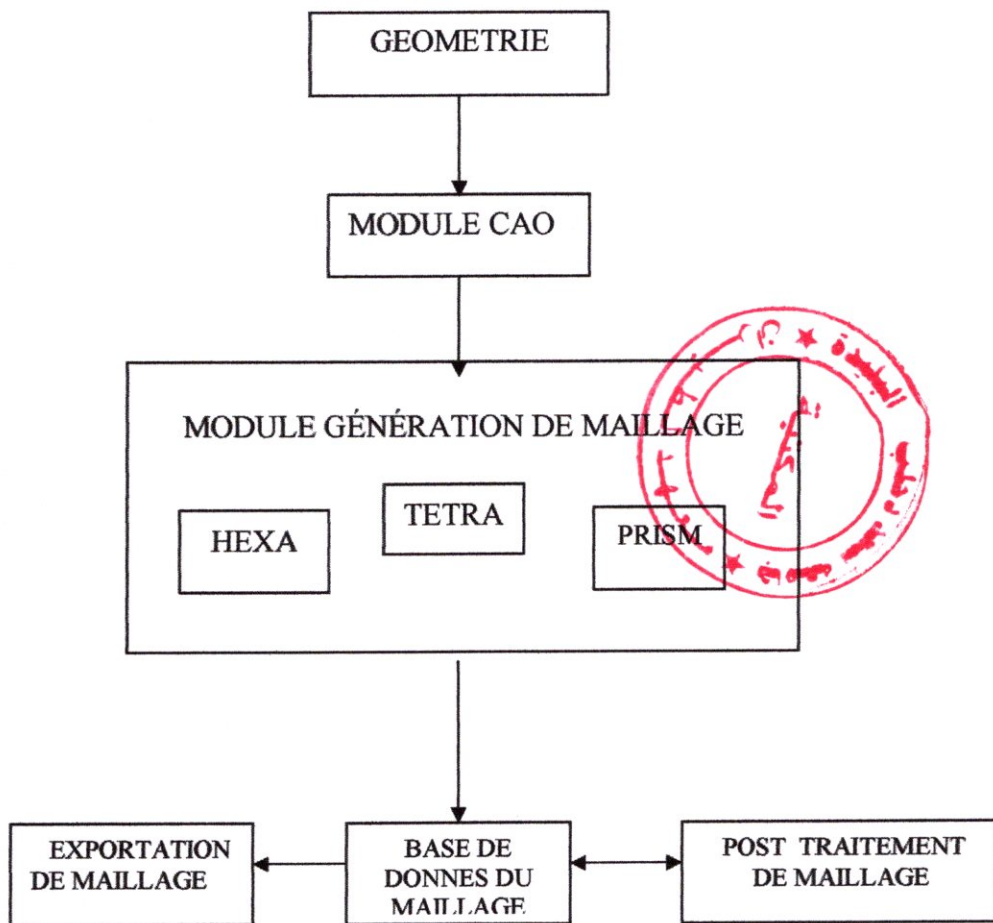 GEOMETRIE
MODULE CAO
MODULE GÉNÉRATION DE MAILLAGE
HEXA
TETRA
PRISM
EXPORTATION
DE MAILLAGE
BASE DE
DONNES DU
MAILLAGE
POST TRAITEMENT
DE MAILLAGE